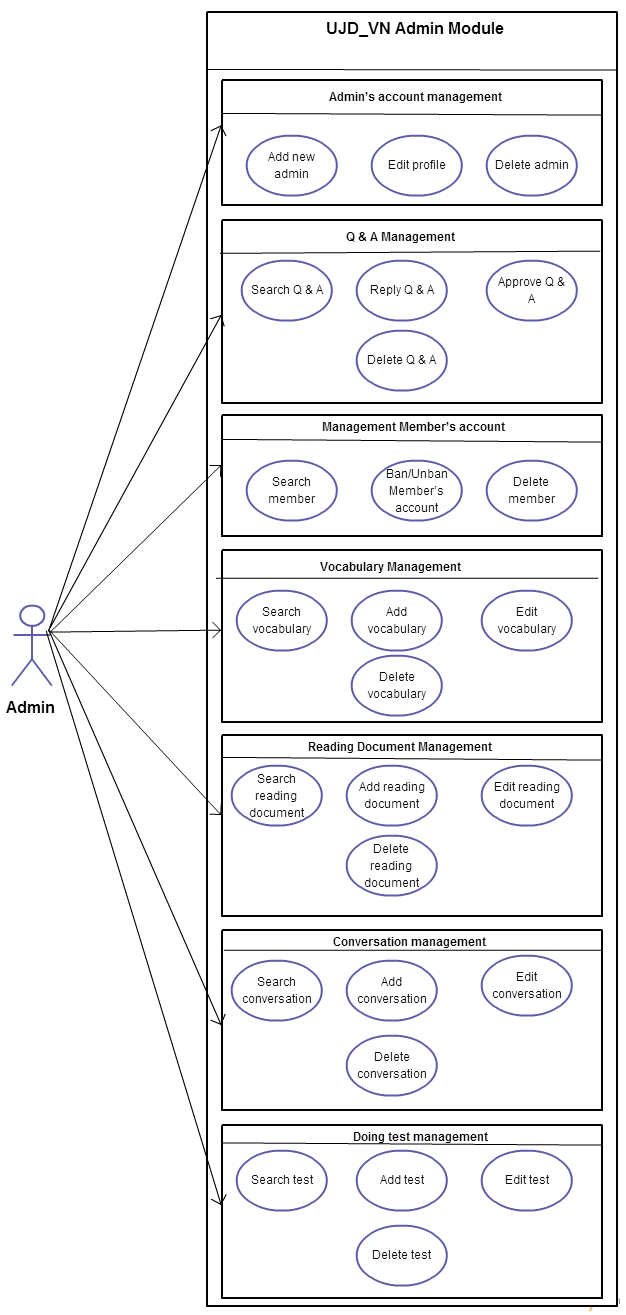 UJD_VN Admin Module
Admin's account management
Add new
admin
Edit profile
Delete admin
Q & A Management
Search Q & A
Reply Q & A
Approve Q &
A
Delete Q & A
Management Member's account
Search
member
Ban/Unban
Member's
account
Delete
member
Vocabulary Management
Search
vocabulary
Add
vocabulary
Edit
vocabulary
Delete
vocabulary
Admin
Reading Document Management
Search
reading
document
Add reading
document
Edit reading
document
Delete
reading
document
Conversation management
Search
conversation
Add
conversation
Edit
conversation
Delete
conversation
Doing test management
Search test
Add test
Edit test
Delete test